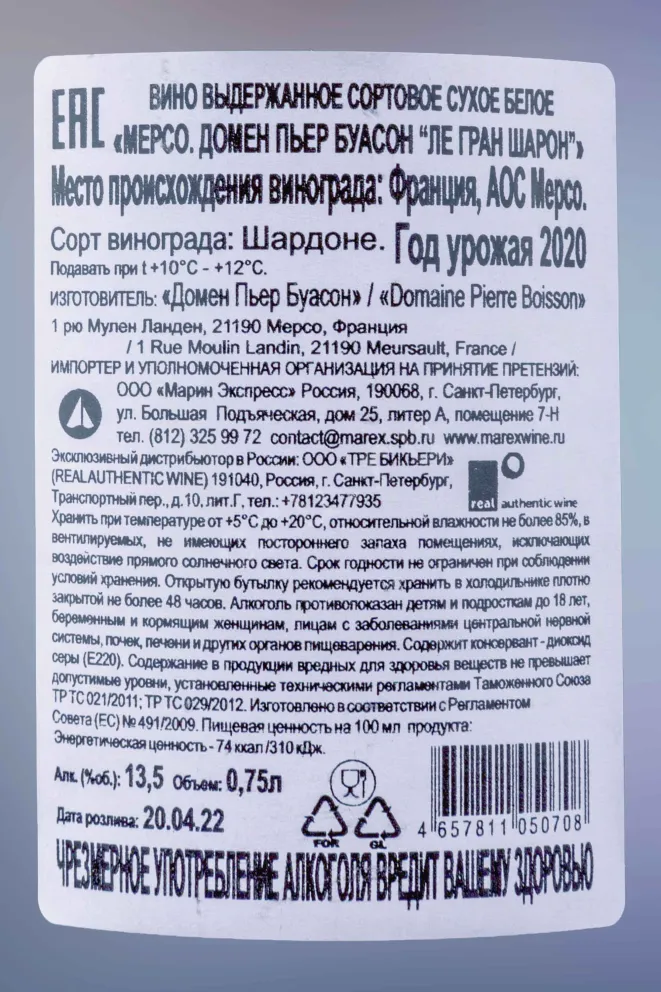 EAC
ВИНО ВЫДЕРЖАННОЕ СОРТОВОЕ СУХОЕ БЕЛОЕ
«МЕРСО. ДОМЕН ПЬЕР БУАСОН "ЛЕ ГРАН ШАРОН"»
Место происхождения винограда: Франция, АОС Мерсо.
Сорт винограда: Шардоне. Год урожая 2020
Подавать при t +10°C - +12°C.
ИЗГОТОВИТЕЛЬ: «Домен Пьер Буасон» / «Domaine Pierre Boisson»
1 рю Мулен Ланден, 21190 Мерсо, Франция
/ 1 Rue Moulin Landin, 21190 Meursault, France /
ИМПОРТЕР И УПОЛНОМОЧЕННАЯ ОРГАНИЗАЦИЯ НА ПРИНЯТИЕ ПРЕТЕНЗИЙ:
ООО «Марин Экспресс» Россия, 190068, г. Санкт-Петербург,
ул. Большая Подъяческая, дом 25, литер А, помещение 7-Н
тел. (812) 325 99 72 contact@marex.spb.ru www.marexwine.ru
Эксклюзивный дистрибьютор в России: ООО «ТРЕ БИКЬЕРИ»
(REAL AUTHENTIC WINE) 191040, Россия, г. Санкт-Петербург,
Транспортный пер., д.10, лит.Г, тел.: +78123477935
real authentic wine
Хранить при температуре от +5°С до +20°С, относительной влажности не более 85%, в
вентилируемых, не имеющих постороннего запаха помещениях, исключающих
воздействие прямого солнечного света. Срок годности не ограничен при соблюдении
условий хранения. Открытую бутылку рекомендуется хранить в холодильнике плотно
закрытой не более 48 часов. Алкоголь противопоказан детям и подросткам до 18 лет,
беременным и кормящим женщинам, лицам с заболеваниями центральной нервной
системы, почек, печени и других органов пищеварения. Содержит консервант - диоксид
серы (Е220). Содержание в продукции вредных для здоровья веществ не превышает
допустимые уровни, установленные техническими регламентами Таможенного Союза
ТР ТС 021/2011; ТР ТС 029/2012. Изготовлено в соответствии с Регламентом
Совета (ЕС) № 491/2009. Пищевая ценность на 100 мл продукта:
Энергетическая ценность - 74 ккал /310 кДж.
Алк. (%об.): 13,5 Объем: 0,75л
Дата розлива: 20.04.22
FOR GL
4 657811 050708
ЧРЕЗМЕРНОЕ УПОТРЕБЛЕНИЕ АЛКОГОЛЯ ВРЕДИТ ВАШЕМУ ЗДОРОВЬЮ